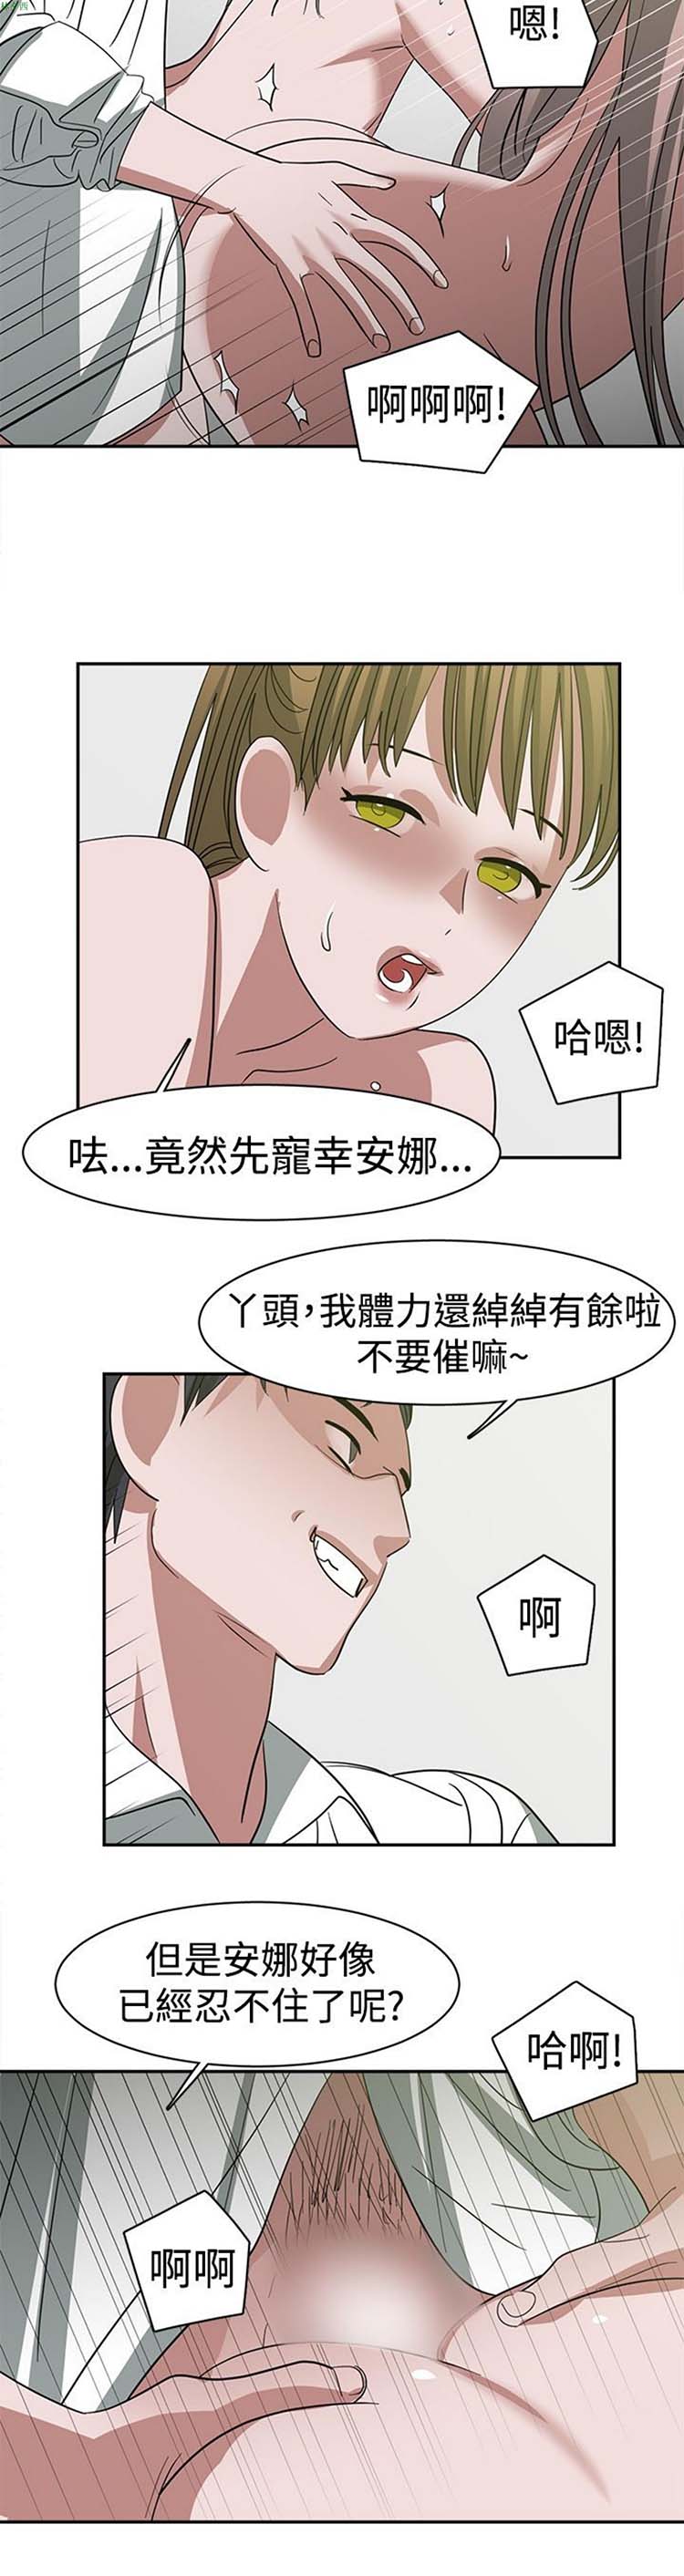 嗯!
啊啊啊!
哈嗯!
呿…竟然先寵幸安娜…
丫頭，我體力還綽綽有餘啦
不要催嘛~
啊
但是安娜好像
已經忍不住了呢?
哈啊!
啊啊